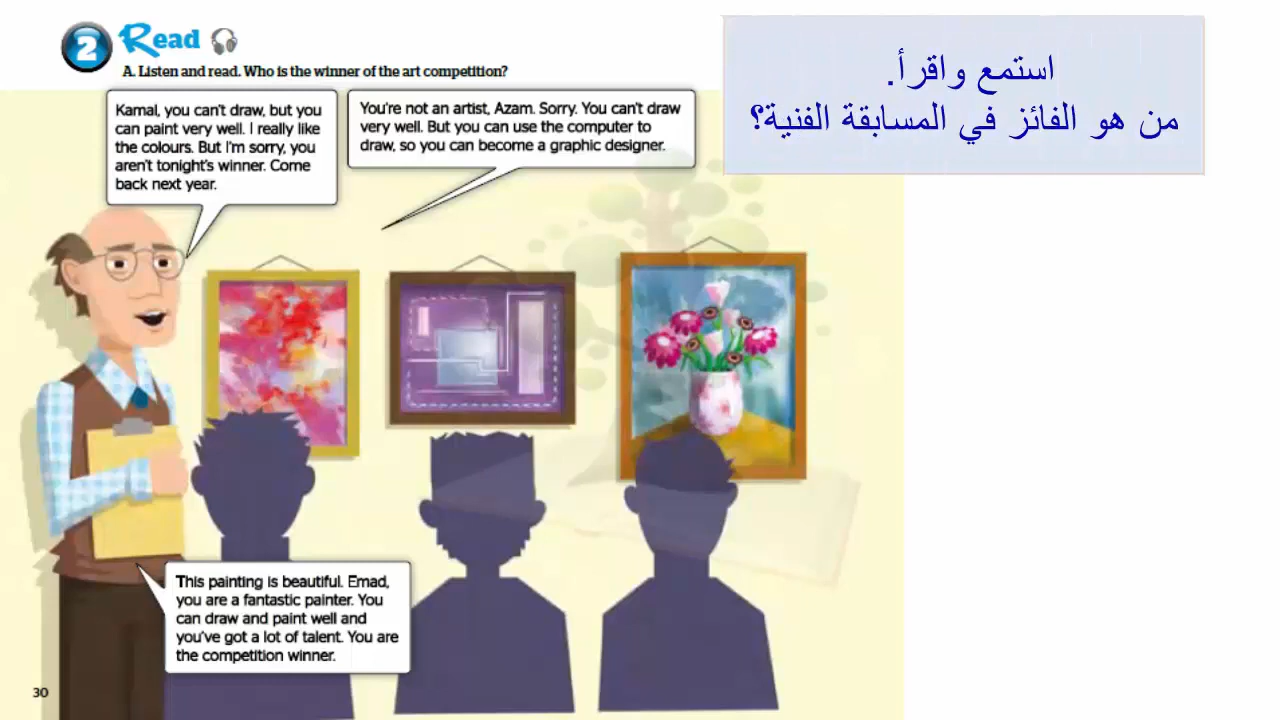 2 Read
A. Listen and read. Who is the winner of the art competition?
استمع واقرأ.
من هو الفائز في المسابقة الفنية؟
Kamal, you can't draw, but you
can paint very well. I really like
the colours. But I'm sorry, you
aren't tonight's winner. Come
back next year.
You're not an artist, Azam. Sorry. You can't draw
very well. But you can use the computer to
draw, so you can become a graphic designer.
This painting is beautiful. Emad,
you are a fantastic painter. You
can draw and paint well and
you've got a lot of talent. You are
the competition winner.
30